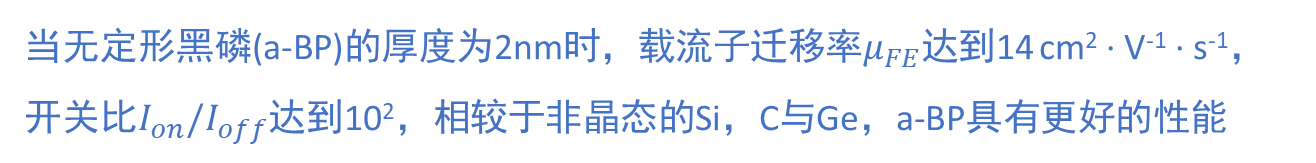 当无定形黑磷(a-BP)的厚度为2nm时，载流子迁移率μ_FE达到14 cm² · V⁻¹ · s⁻¹，
开关比I_on/I_off达到10²，相较于非晶态的Si，C与Ge，a-BP具有更好的性能